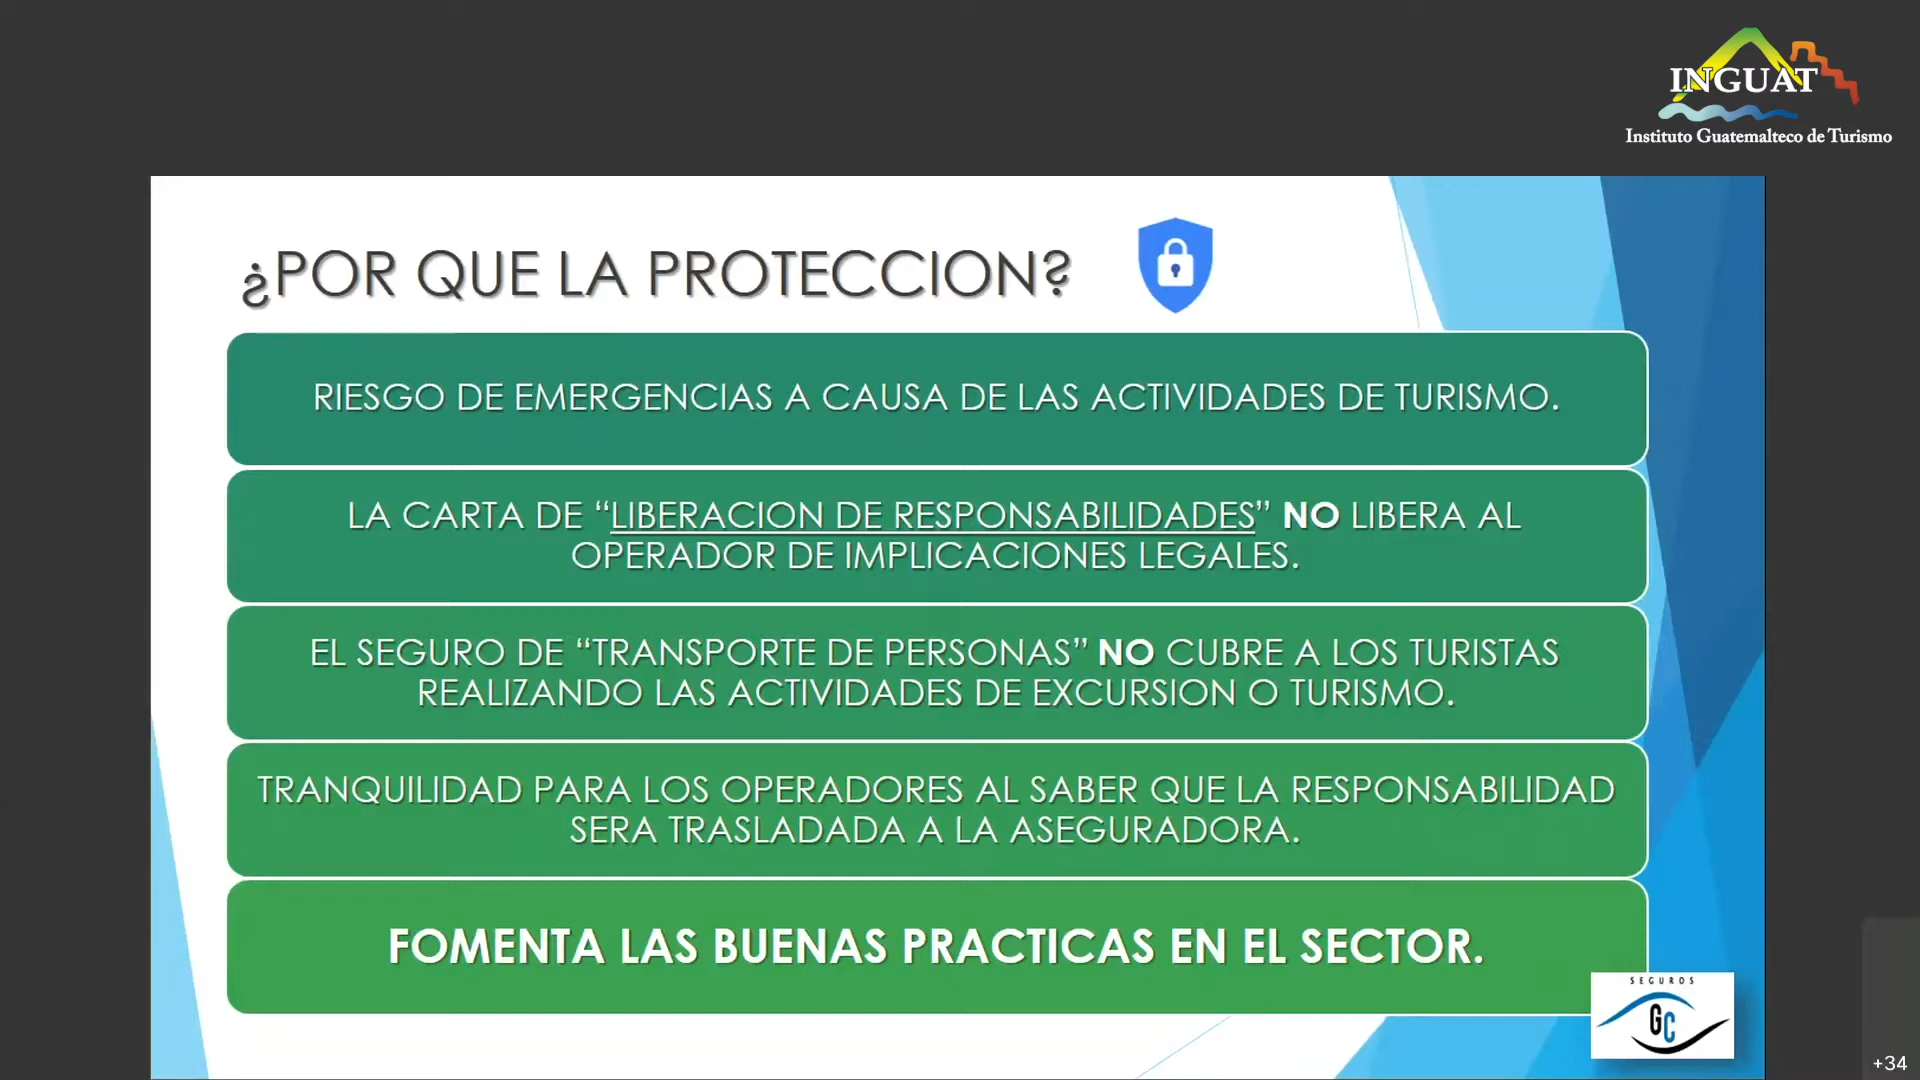 INGUAT
Instituto Guatemalteco de Turismo
¿POR QUE LA PROTECCION?
RIESGO DE EMERGENCIAS A CAUSA DE LAS ACTIVIDADES DE TURISMO.
LA CARTA DE “LIBERACION DE RESPONSABILIDADES” NO LIBERA AL
OPERADOR DE IMPLICACIONES LEGALES.
EL SEGURO DE “TRANSPORTE DE PERSONAS” NO CUBRE A LOS TURISTAS
REALIZANDO LAS ACTIVIDADES DE EXCURSION O TURISMO.
TRANQUILIDAD PARA LOS OPERADORES AL SABER QUE LA RESPONSABILIDAD
SERA TRASLADADA A LA ASEGURADORA.
FOMENTA LAS BUENAS PRACTICAS EN EL SECTOR.
SEGUROS
GC
+34